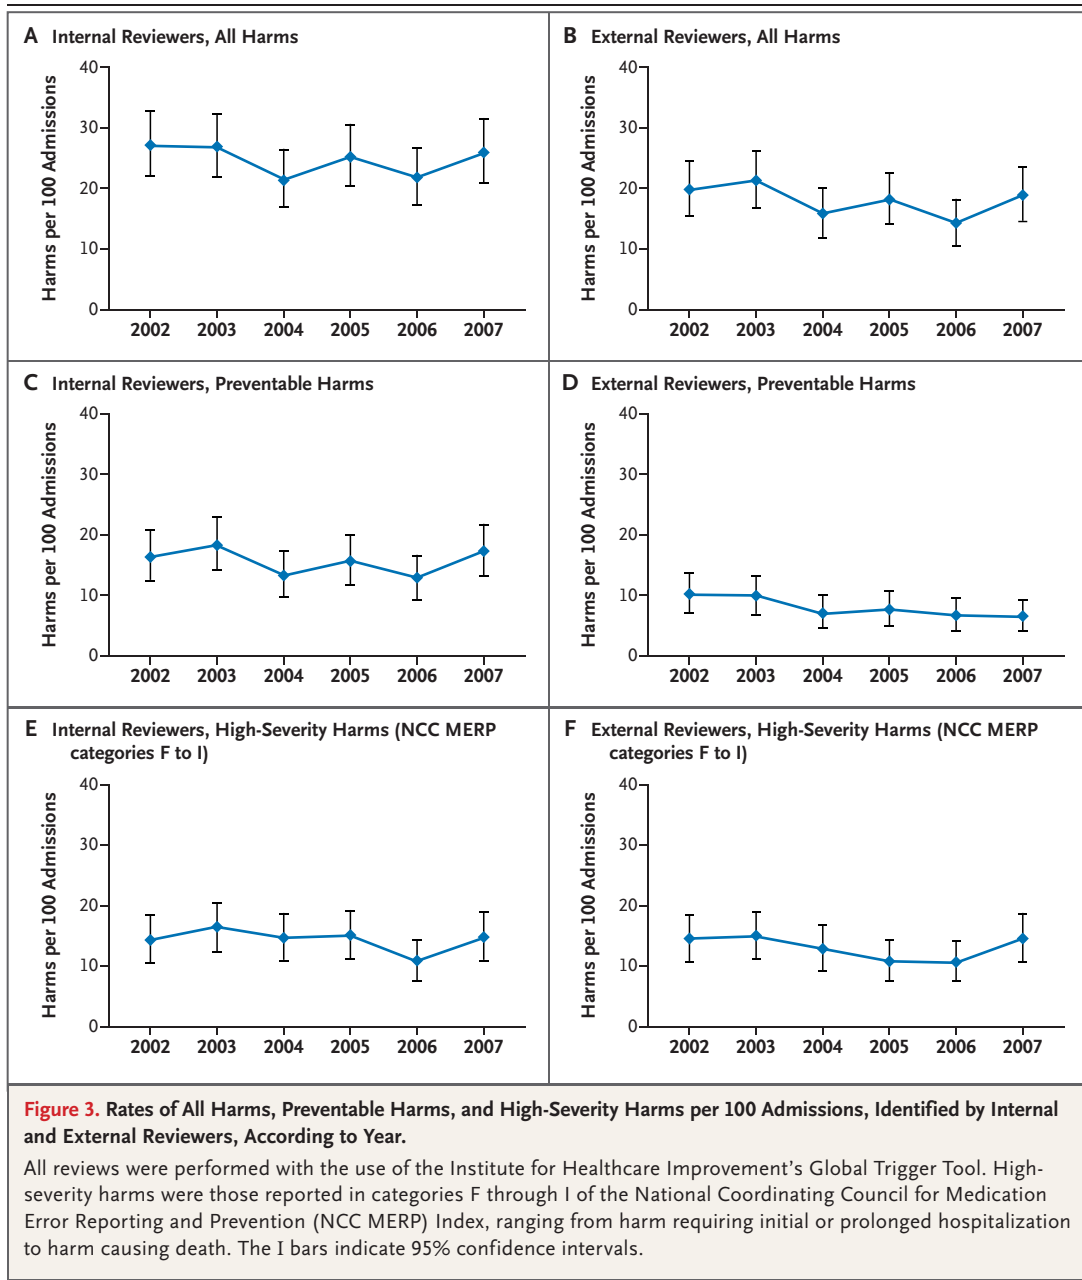 A Internal Reviewers, All Harms
40
30
20
10
0
Harms per 100 Admissions
2002 2003 2004 2005 2006 2007
B External Reviewers, All Harms
40
30
20
10
0
Harms per 100 Admissions
2002 2003 2004 2005 2006 2007
C Internal Reviewers, Preventable Harms
40
30
20
10
0
Harms per 100 Admissions
2002 2003 2004 2005 2006 2007
D External Reviewers, Preventable Harms
40
30
20
10
0
Harms per 100 Admissions
2002 2003 2004 2005 2006 2007
E Internal Reviewers, High-Severity Harms (NCC MERP
categories F to I)
40
30
20
10
0
Harms per 100 Admissions
2002 2003 2004 2005 2006 2007
F External Reviewers, High-Severity Harms (NCC MERP
categories F to I)
40
30
20
10
0
Harms per 100 Admissions
2002 2003 2004 2005 2006 2007
Figure 3. Rates of All Harms, Preventable Harms, and High-Severity Harms per 100 Admissions, Identified by Internal
and External Reviewers, According to Year.
All reviews were performed with the use of the Institute for Healthcare Improvement's Global Trigger Tool. High-
severity harms were those reported in categories F through I of the National Coordinating Council for Medication
Error Reporting and Prevention (NCC MERP) Index, ranging from harm requiring initial or prolonged hospitalization
to harm causing death. The I bars indicate 95% confidence intervals.